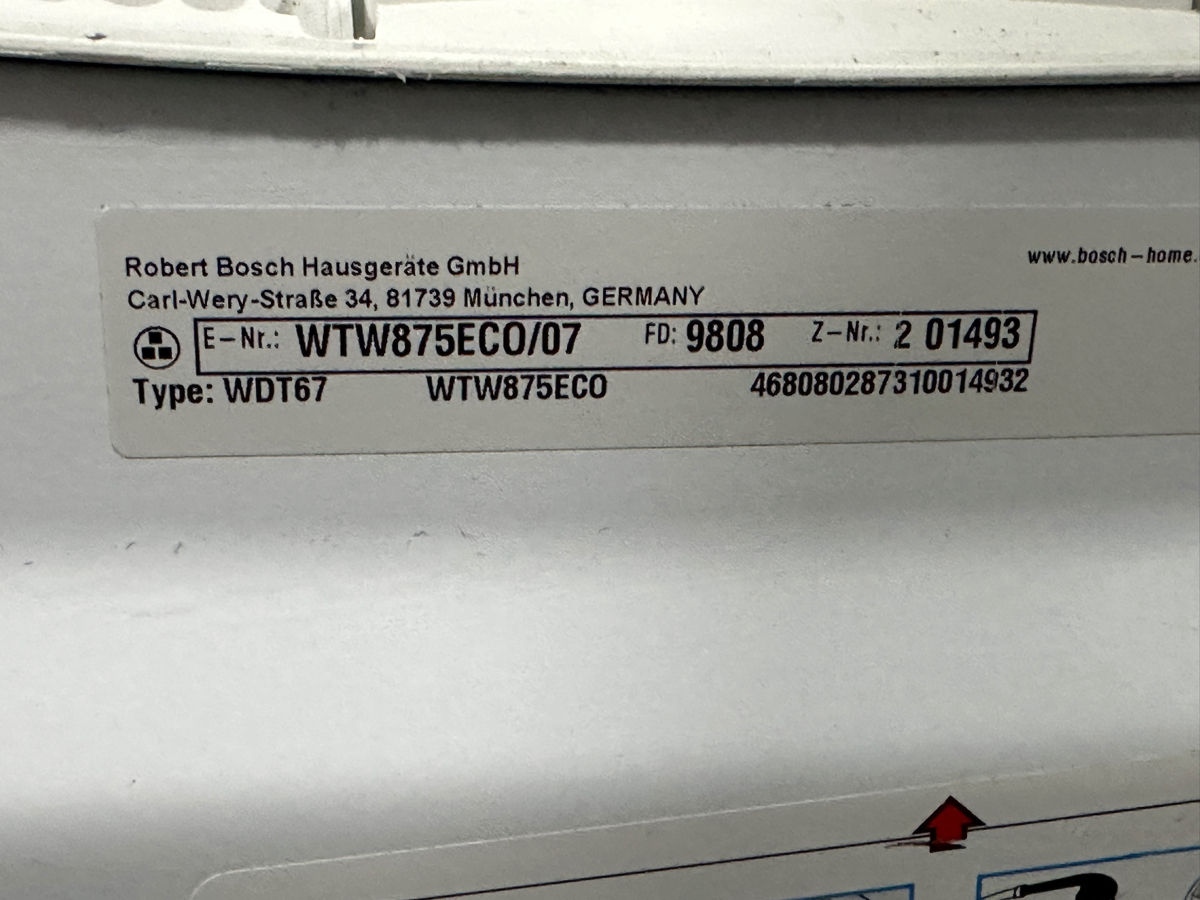 Robert Bosch Hausgeräte GmbH
www.bosch-home.
Carl-Wery-Straße 34, 81739 München, GERMANY
E-Nr.: WTW875ECO/07 FD: 9808 Z-Nr.: 2 01493
Type: WDT67 WTW875ECO 468080287310014932